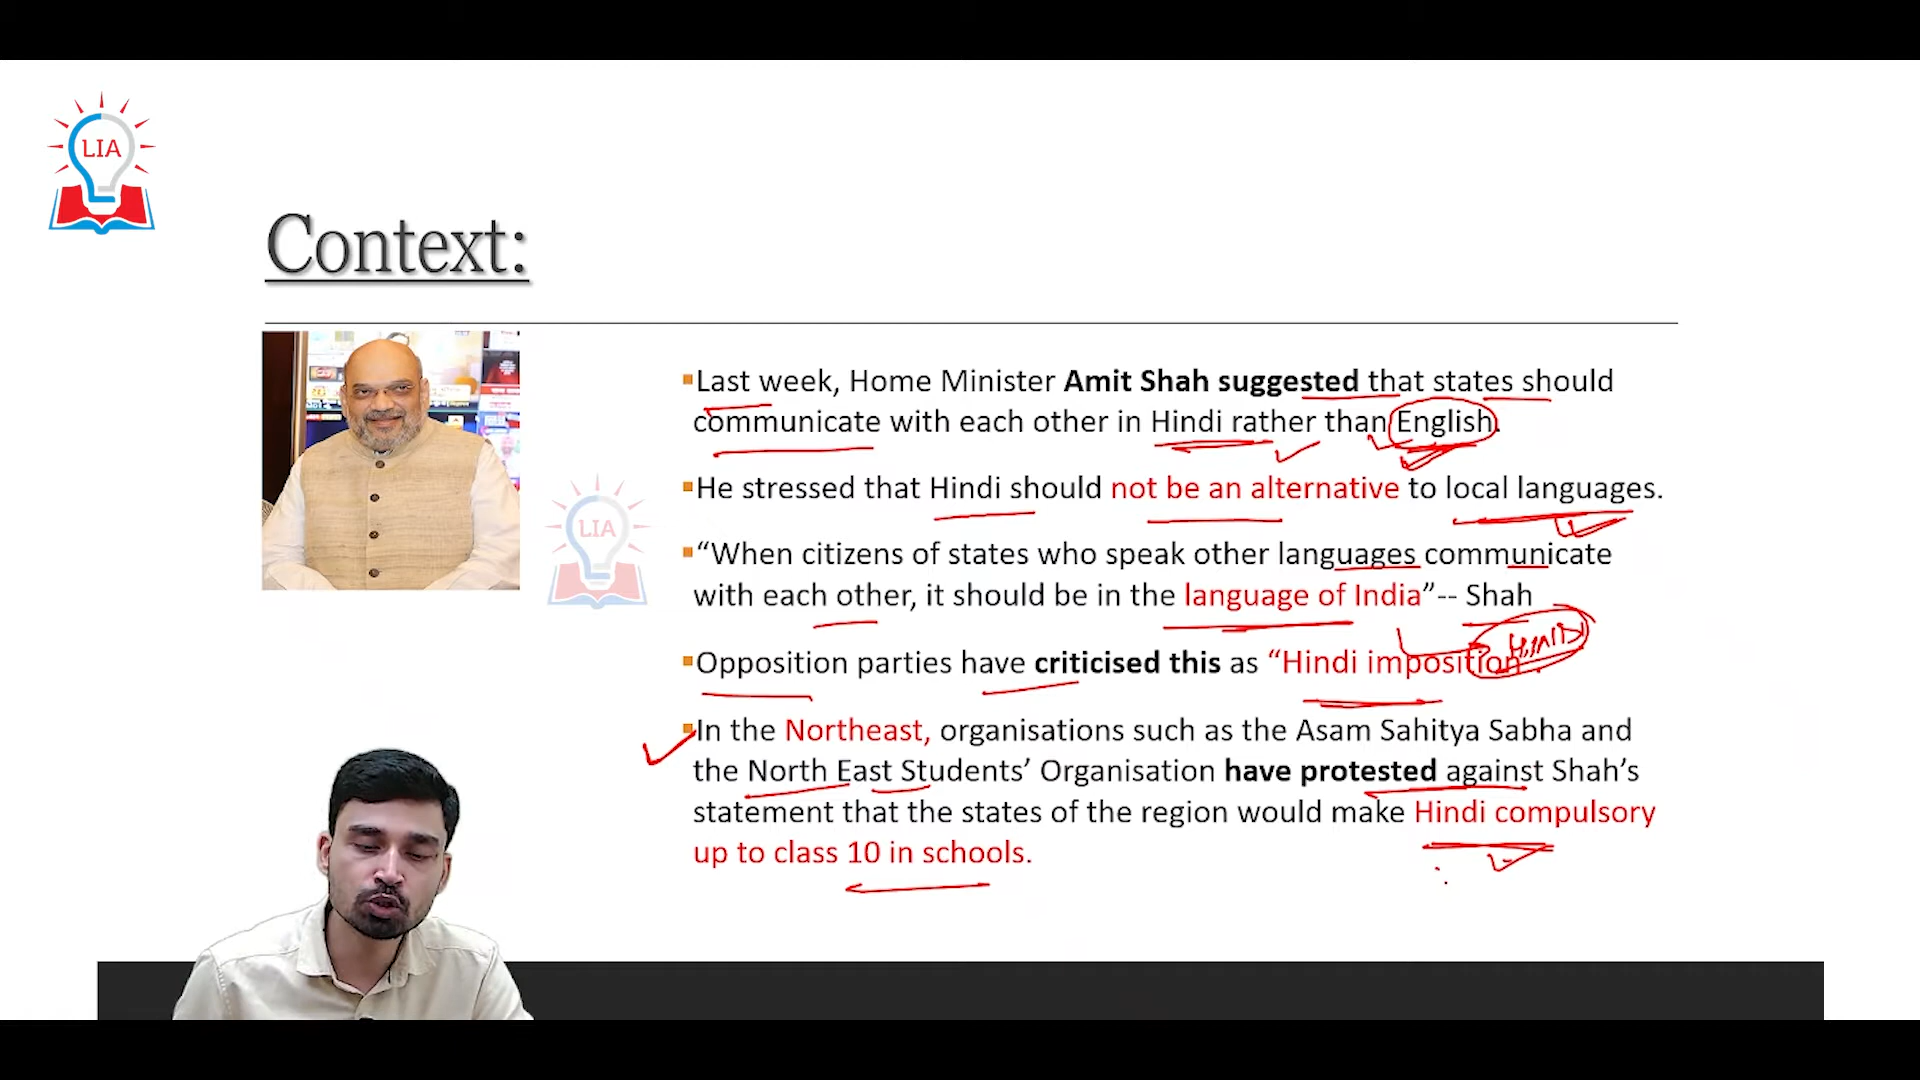 LIA
Context:
Last week, Home Minister Amit Shah suggested that states should
communicate with each other in Hindi rather than English.
He stressed that Hindi should not be an alternative to local languages.
LIA
“When citizens of states who speak other languages communicate
with each other, it should be in the language of India”-- Shah
HINDI
Opposition parties have criticised this as “Hindi imposition”.
In the Northeast, organisations such as the Asam Sahitya Sabha and
the North East Students’ Organisation have protested against Shah’s
statement that the states of the region would make Hindi compulsory
up to class 10 in schools.